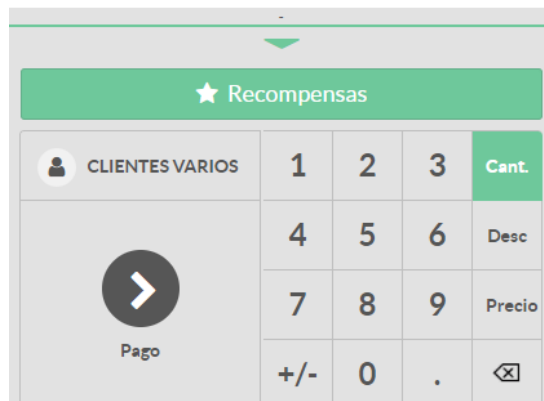 -
Recompensas
CLIENTES VARIOS
1 2 3 Cant.
4 5 6 Desc
7 8 9 Precio
Pago
+/- 0 .